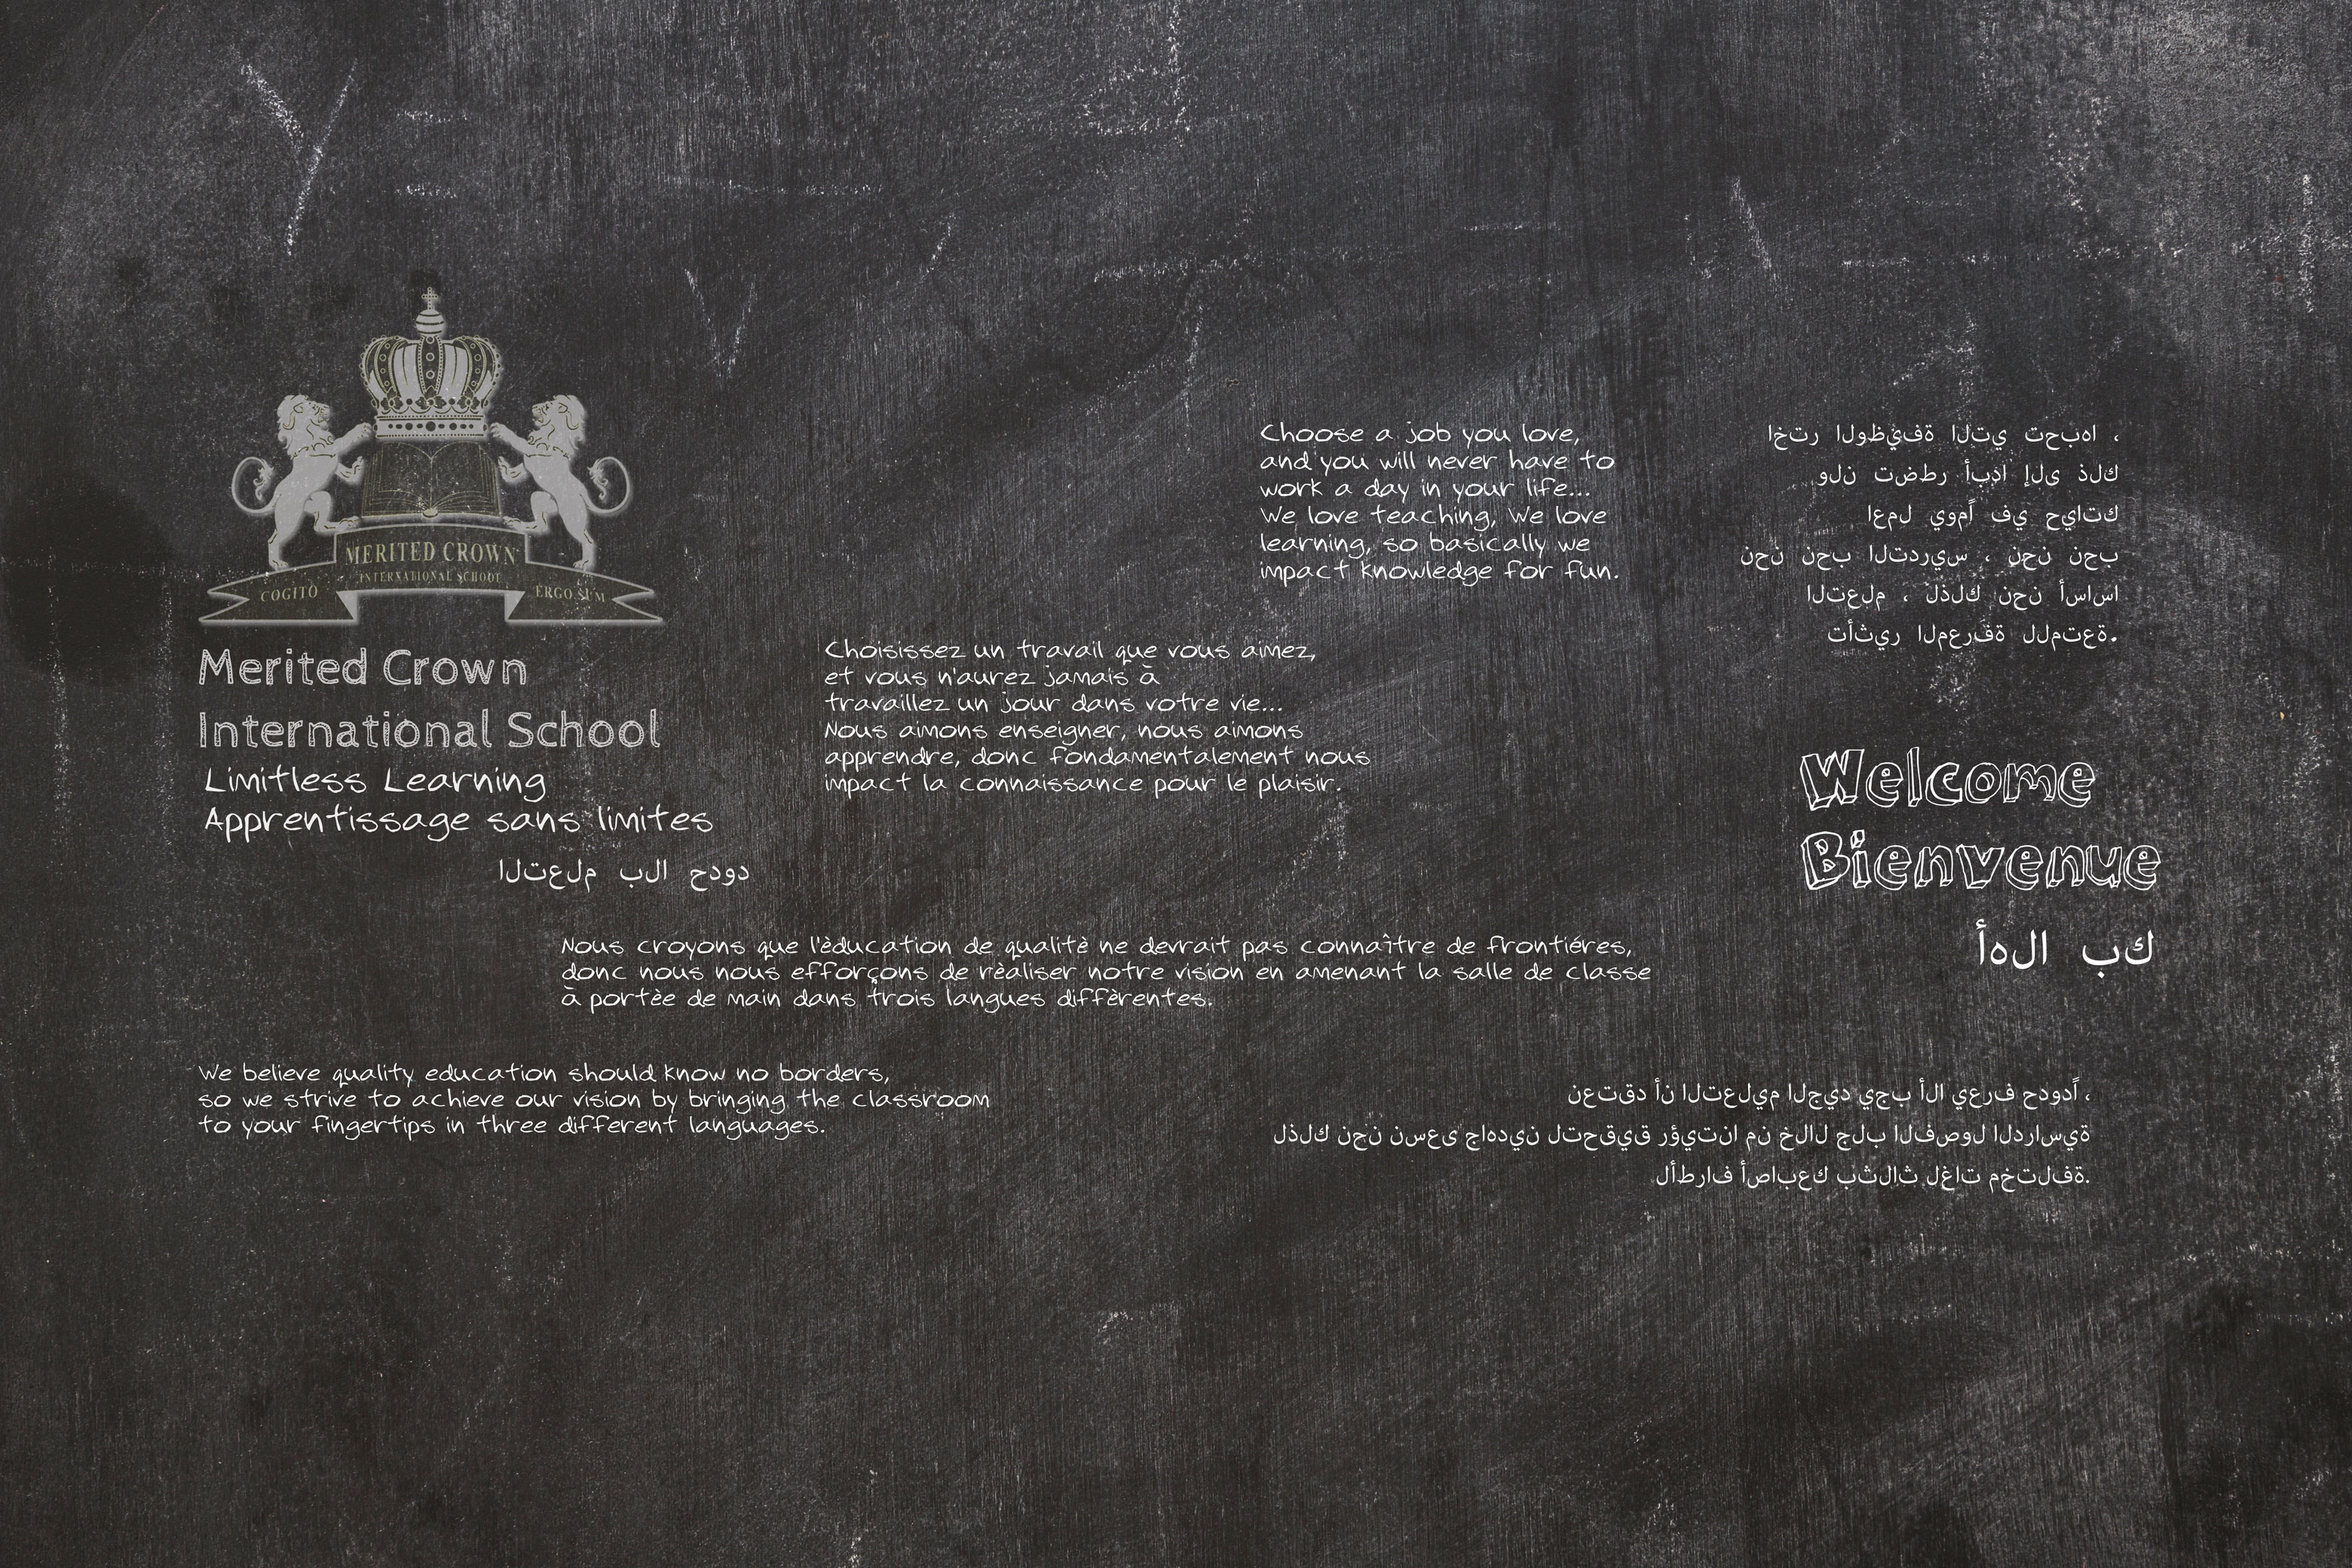 MERITED CROWN
INTERNATIONAL SCHOOL
COGITO ERGO SUM
Merited Crown
International School
Limitless Learning
Apprentissage sans limites
التعلم بلا حدود
Choose a job you love,
and you will never have to
work a day in your life...
We love teaching, We love
learning, so basically we
impact knowledge for fun.
اختر الوظيفة التي تحبها ،
ولن تضطر أبدا إلى ذلك
اعمل يوماً في حياتك
نحن نحب التدريس ، نحن نحب
التعلم ، لذلك نحن أساسا
تأثير المعرفة للمتعة.
Choisissez un travail que vous aimez,
et vous n'aurez jamais à
travaillez un jour dans votre vie...
Nous aimons enseigner, nous aimons
apprendre, donc fondamentalement nous
impact la connaissance pour le plaisir.
Welcome
Bienvenue
أهلا بك
Nous croyons que l'èducation de qualitè ne devrait pas connaître de frontiéres,
donc nous nous efforçons de rèaliser notre vision en amenant la salle de classe
à portèe de main dans trois langues diffèrentes.
We believe quality education should know no borders,
so we strive to achieve our vision by bringing the classroom
to your fingertips in three different languages.
نعتقد أن التعليم الجيد يجب ألا يعرف حدوداً ،
لذلك نحن نسعى جاهدين لتحقيق رؤيتنا من خلال جلب الفصول الدراسية
لأطراف أصابعك بثلاث لغات مختلفة.